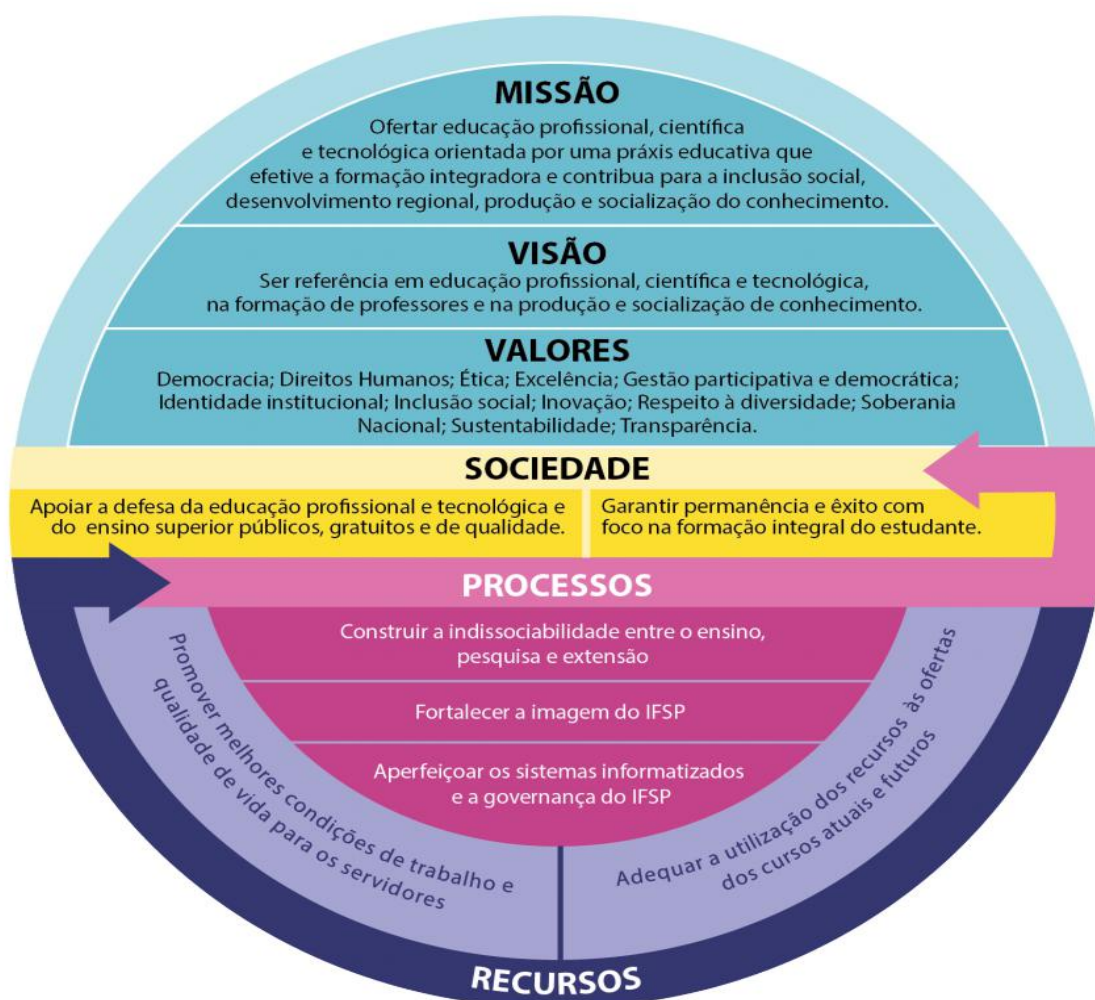 MISSÃO
Ofertar educação profissional, científica
e tecnológica orientada por uma práxis educativa que
efetive a formação integradora e contribua para a inclusão social,
desenvolvimento regional, produção e socialização do conhecimento.
VISÃO
Ser referência em educação profissional, científica e tecnológica,
na formação de professores e na produção e socialização de conhecimento.
VALORES
Democracia; Direitos Humanos; Ética; Excelência; Gestão participativa e democrática;
Identidade institucional; Inclusão social; Inovação; Respeito à diversidade; Soberania
Nacional; Sustentabilidade; Transparência.
SOCIEDADE
Apoiar a defesa da educação profissional e tecnológica e
do ensino superior públicos, gratuitos e de qualidade.
Garantir permanência e êxito com
foco na formação integral do estudante.
PROCESSOS
Construir a indissociabilidade entre o ensino,
pesquisa e extensão
Fortalecer a imagem do IFSP
Aperfeiçoar os sistemas informatizados
e a governança do IFSP
Promover melhores condições de trabalho e
qualidade de vida para os servidores
Adequar a utilização dos recursos às ofertas
dos cursos atuais e futuros
RECURSOS